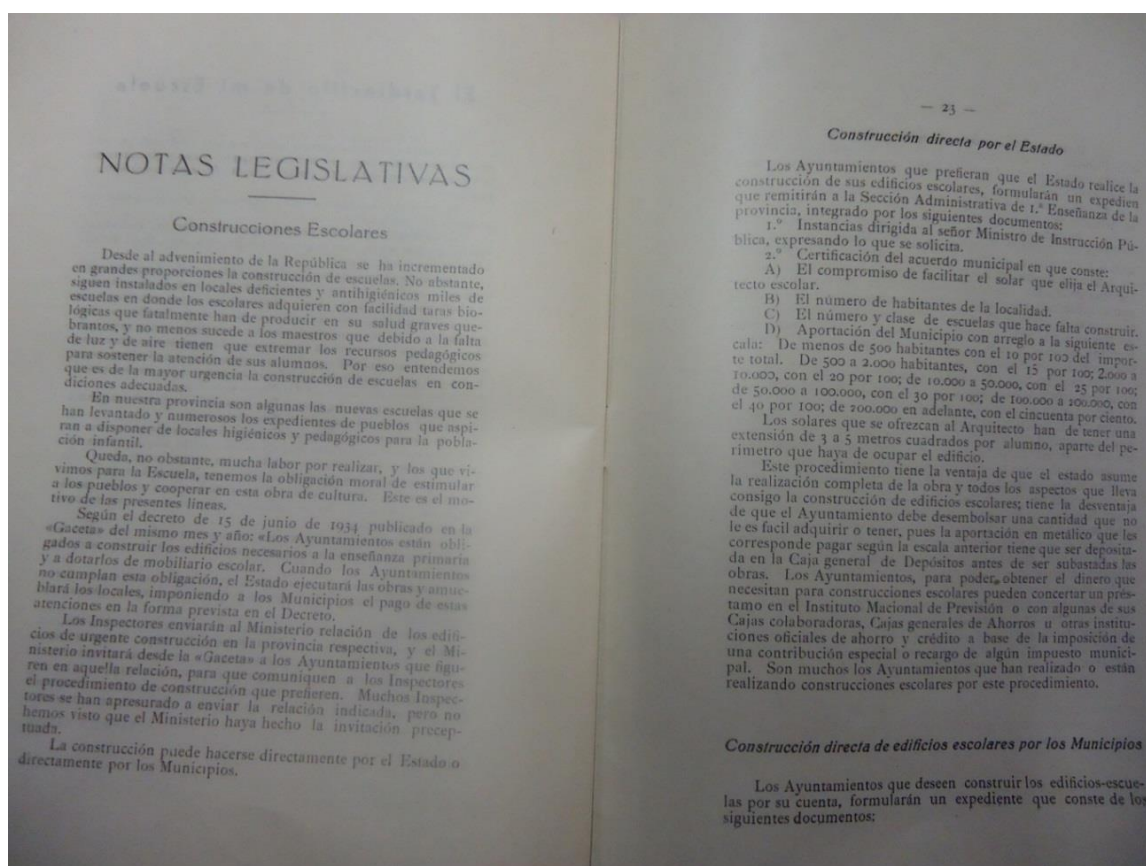 NOTAS LEGISLATIVAS
Construcciones Escolares
Desde al advenimiento de la República se ha incrementado
en grandes proporciones la construcción de escuelas. No abstante,
siguen instalados en locales deficientes y antihigiénicos miles de
escuelas en donde los escolares adquieren con facilidad taras bio-
lógicas que fatalmente han de producir en su salud graves que-
brantos, y no menos sucede a los maestros que debido a la falta
de luz y de aire tienen que extremar los recursos pedagógicos
para sostener la atención de sus alumnos. Por eso entendemos
que es de la mayor urgencia la construcción de escuelas en con-
diciones adecuadas.
En nuestra provincia son algunas las nuevas escuelas que se
han levantado y numerosos los expedientes de pueblos que aspi-
ran a disponer de locales higiénicos y pedagógicos para la pobla-
ción infantil.
Queda, no obstante, mucha labor por realizar, y los que vi-
vimos para la Escuela, tenemos la obligación moral de estimular
a los pueblos y cooperar en esta obra de cultura. Este es el mo-
tivo de las presentes líneas.
Según el decreto de 15 de junio de 1934 publicado en la
«Gaceta» del mismo mes y año: «Los Ayuntamientos están obli-
gados a construir los edificios necesarios a la enseñanza primaria
y a dotarlos de mobiliario escolar. Cuando los Ayuntamientos
no cumplan esta obligación, el Estado ejecutará las obras y amue-
blará los locales, imponiendo a los Municipios el pago de estas
atenciones en la forma prevista en el Decreto.
Los Inspectores enviarán al Ministerio relación de los edifi-
cios de urgente construcción en la provincia respectiva, y el Mi-
nisterio invitará desde la «Gaceta» a los Ayuntamientos que figu-
ren en aquella relación, para que comuniquen a los Inspectores
el procedimiento de construcción que prefieren. Muchos Inspec-
tores se han apresurado a enviar la relación indicada, pero no
hemos visto que el Ministerio haya hecho la invitación precep-
tuada.
La construcción puede hacerse directamente por el Estado o
directamente por los Municipios.
— 23 —
Construcción directa por el Estado
Los Ayuntamientos que prefieran que el Estado realice la
construcción de sus edificios escolares, formularán un expedien
que remitirán a la Sección Administrativa de 1.ª Enseñanza de la
provincia, integrado por los siguientes documentos:
1.º Instancias dirigida al señor Ministro de Instrucción Pú-
blica, expresando lo que se solicita.
2.º Certificación del acuerdo municipal en que conste:
A) El compromiso de facilitar el solar que elija el Arqui-
tecto escolar.
B) El número de habitantes de la localidad.
C) El número y clase de escuelas que hace falta construir.
D) Aportación del Municipio con arreglo a la siguiente es-
cala: De menos de 500 habitantes con el 10 por 100 del impor-
te total. De 500 a 2.000 habitantes, con el 15 por 100; 2.000 a
10.000, con el 20 por 100; de 10.000 a 50.000, con el 25 por 100;
de 50.000 a 100.000, con el 30 por 100; de 100.000 a 200.000, con
el 40 por 100; de 200.000 en adelante, con el cincuenta por ciento.
Los solares que se ofrezcan al Arquitecto han de tener una
extensión de 3 a 5 metros cuadrados por alumno, aparte del pe-
rímetro que haya de ocupar el edificio.
Este procedimiento tiene la ventaja de que el estado asume
la realización completa de la obra y todos los aspectos que lleva
consigo la construcción de edificios escolares; tiene la desventaja
de que el Ayuntamiento debe desembolsar una cantidad que no
le es facil adquirir o tener, pues la aportación en metálico que les
corresponde pagar según la escala anterior tiene que ser deposita-
da en la Caja general de Depósitos antes de ser subastadas las
obras. Los Ayuntamientos, para poder obtener el dinero que
necesitan para construcciones escolares pueden concertar un prés-
tamo en el Instituto Macional de Previsión o con algunas de sus
Cajas colaboradoras, Cajas generales de Ahorros u otras institu-
ciones oficiales de ahorro y crédito a base de la imposición de
una contribución especial o recargo de algún impuesto munici-
pal. Son muchos los Ayuntamientos que han realizado o están
realizando construcciones escolares por este procedimiento.
Construcción directa de edificios escolares por los Municipios
Los Ayuntamientos que deseen construir los edificios-escue-
las por su cuenta, formularán un expediente que conste de los
siguientes documentos: